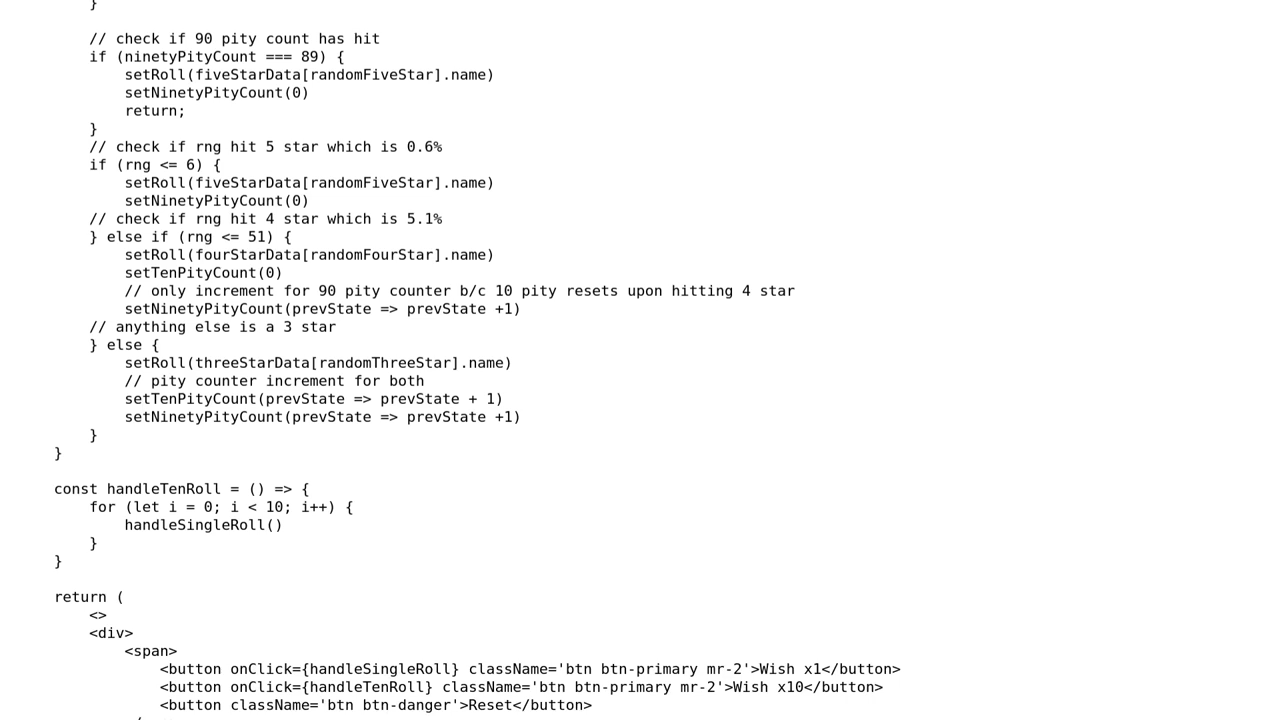 }
// check if 90 pity count has hit
if (ninetyPityCount === 89) {
setRoll(fiveStarData[randomFiveStar].name)
setNinetyPityCount(0)
return;
}
// check if rng hit 5 star which is 0.6%
if (rng <= 6) {
setRoll(fiveStarData[randomFiveStar].name)
setNinetyPityCount(0)
// check if rng hit 4 star which is 5.1%
} else if (rng <= 51) {
setRoll(fourStarData[randomFourStar].name)
setTenPityCount(0)
// only increment for 90 pity counter b/c 10 pity resets upon hitting 4 star
setNinetyPityCount(prevState => prevState +1)
// anything else is a 3 star
} else {
setRoll(threeStarData[randomThreeStar].name)
// pity counter increment for both
setTenPityCount(prevState => prevState + 1)
setNinetyPityCount(prevState => prevState +1)
}
}
const handleTenRoll = () => {
for (let i = 0; i < 10; i++) {
handleSingleRoll()
}
}
return (
<>
<div>
<span>
<button onClick={handleSingleRoll} className='btn btn-primary mr-2'>Wish x1</button>
<button onClick={handleTenRoll} className='btn btn-primary mr-2'>Wish x10</button>
<button className='btn btn-danger'>Reset</button>